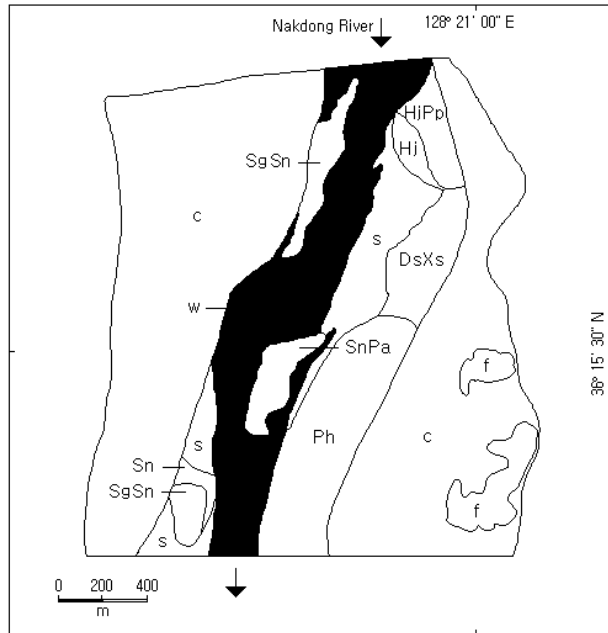 128° 21' 00" E
Nakdong River
HjPp
Hj
SgSn
c
s
DsXs
w
SnPa
36° 15' 30" N
f
Ph
c
s
Sn
SgSn
f
s
0 200 400
m